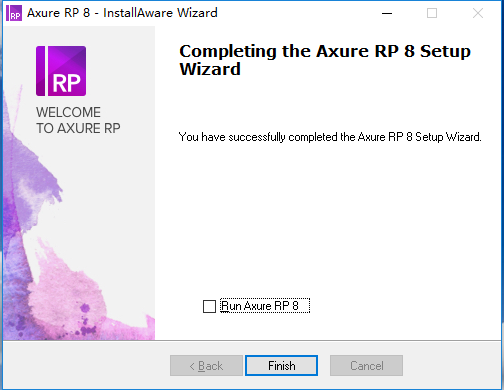 Axure RP 8 - InstallAware Wizard
RP
WELCOME
TO AXURE RP
Completing the Axure RP 8 Setup
Wizard
You have successfully completed the Axure RP 8 Setup Wizard.
Run Axure RP 8
< Back
Finish
Cancel